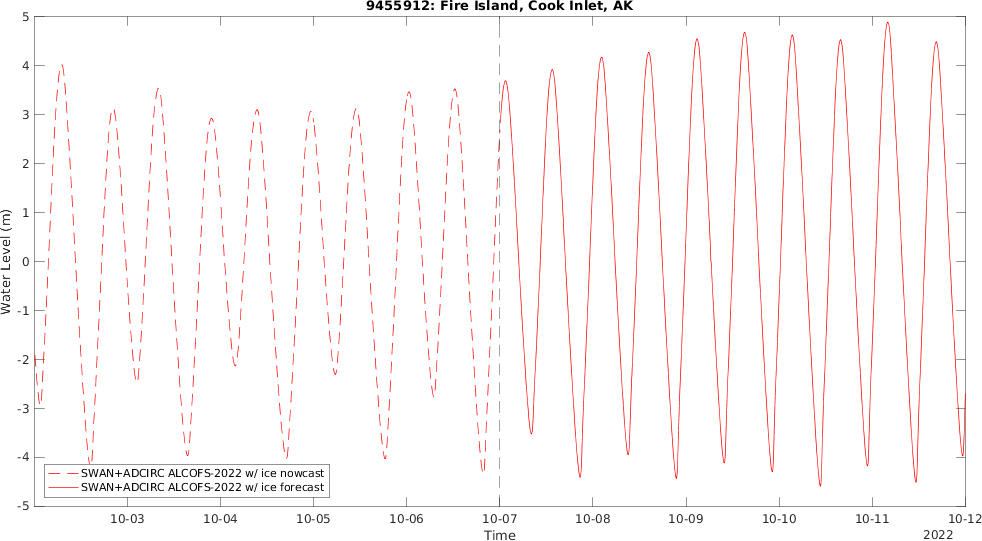 9455912: Fire Island, Cook Inlet, AK
5
4
3
2
1
0
-1
-2
-3
-4
-5
Water Level (m)
SWAN+ADCIRC ALCOFS-2022 w/ ice nowcast
SWAN+ADCIRC ALCOFS-2022 w/ ice forecast
10-03 10-04 10-05 10-06 10-07 10-08 10-09 10-10 10-11 10-12
Time
2022